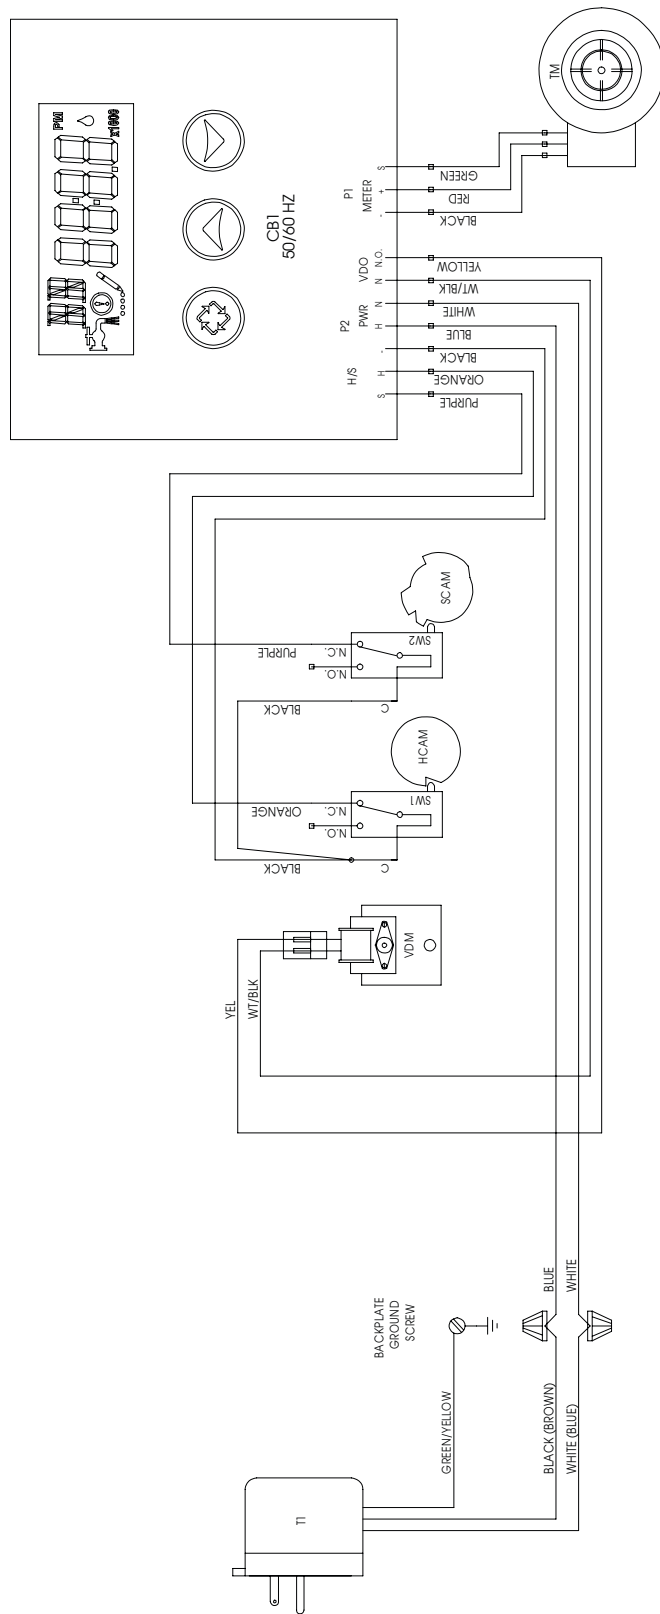 PM
x1000
CB1
50/60 HZ
TM
S
+
-
P1
METER
GREEN
RED
BLACK
N.O.
N
N
H
-
H
S
VDO
PWR
P2
H/S
YELLOW
WT/BLK
WHITE
BLUE
BLACK
ORANGE
PURPLE
SCAM
SW2
PURPLE
N.C.
N.O.
BLACK
C
HCAM
SW1
ORANGE
N.C.
N.O.
BLACK
C
VDM
YEL
WT/BLK
BACKPLATE
GROUND
SCREW
BLUE
WHITE
GREEN/YELLOW
BLACK (BROWN)
WHITE (BLUE)
T1